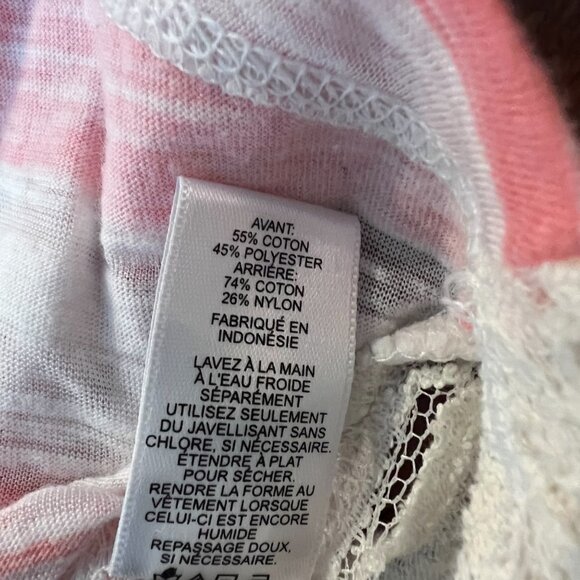 AVANT:
55% COTON
45% POLYESTER
ARRIÈRE:
74% COTON
26% NYLON
FABRIQUÉ EN
INDONÉSIE
LAVEZ À LA MAIN
À L'EAU FROIDE
SÉPARÉMENT
UTILISEZ SEULEMENT
DU JAVELLISANT SANS
CHLORE, SI NÉCESSAIRE.
ÉTENDRE À PLAT
POUR SÉCHER.
RENDRE LA FORME AU
VÊTEMENT LORSQUE
CELUI-CI EST ENCORE
HUMIDE
REPASSAGE DOUX,
SI NÉCESSAIRE.